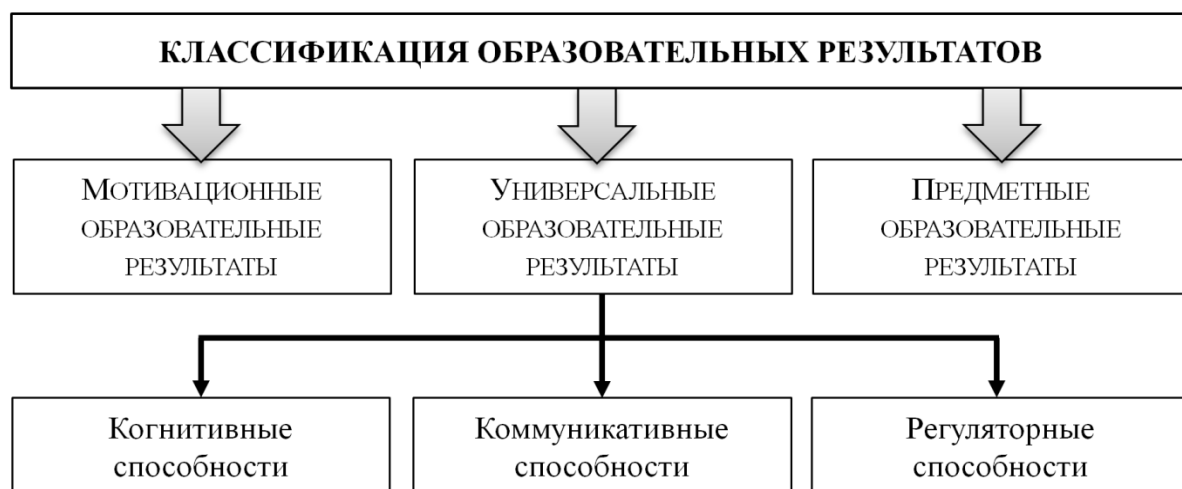 КЛАССИФИКАЦИЯ ОБРАЗОВАТЕЛЬНЫХ РЕЗУЛЬТАТОВ
МОТИВАЦИОННЫЕ
ОБРАЗОВАТЕЛЬНЫЕ
РЕЗУЛЬТАТЫ
УНИВЕРСАЛЬНЫЕ
ОБРАЗОВАТЕЛЬНЫЕ
РЕЗУЛЬТАТЫ
ПРЕДМЕТНЫЕ
ОБРАЗОВАТЕЛЬНЫЕ
РЕЗУЛЬТАТЫ
Когнитивные
способности
Коммуникативные
способности
Регуляторные
способности